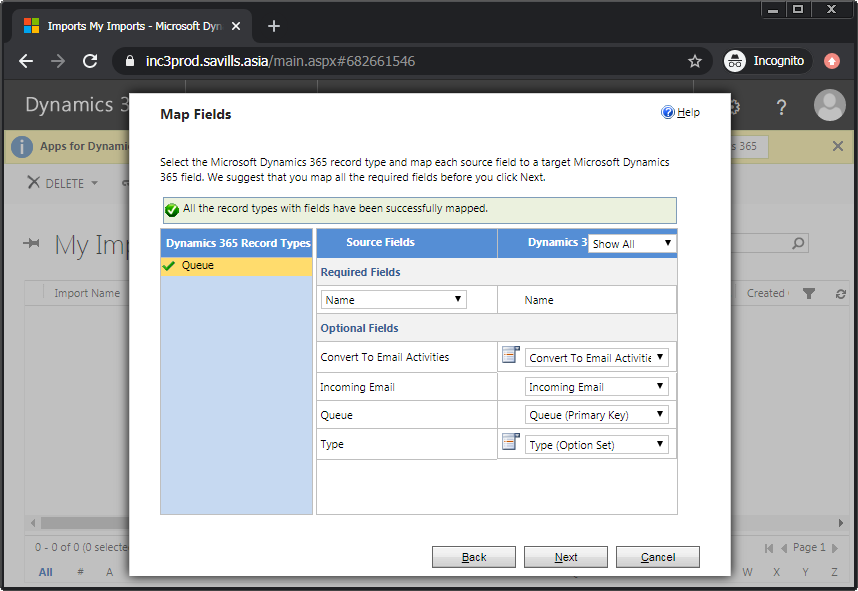 Imports My Imports - Microsoft Dyn
inc3prod.savills.asia/main.aspx#682661546
Incognito
Dynamics 3
?
Apps for Dynami
365
DELETE
My Imp
Import Name
Created
Map Fields
Help
Select the Microsoft Dynamics 365 record type and map each source field to a target Microsoft Dynamics
365 field. We suggest that you map all the required fields before you click Next.
All the record types with fields have been successfully mapped.
Dynamics 365 Record Types
Source Fields
Dynamics 3
Show All
Queue
Required Fields
Name
Name
Optional Fields
Convert To Email Activities
Convert To Email Activitie
Incoming Email
Incoming Email
Queue
Queue (Primary Key)
Type
Type (Option Set)
Back
Next
Cancel
0 - 0 of 0 (0 selecte
Page 1
All # A
W X Y Z